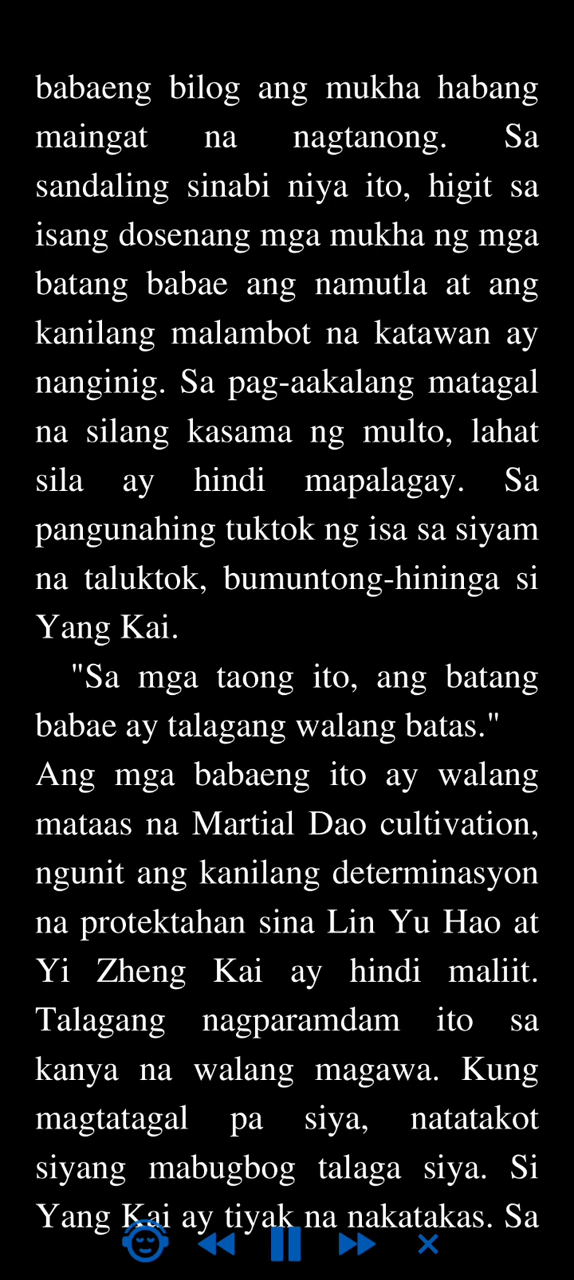 babaeng bilog ang mukha habang
maingat na nagtanong. Sa
sandaling sinabi niya ito, higit sa
isang dosenang mga mukha ng mga
batang babae ang namutla at ang
kanilang malambot na katawan ay
nanginig. Sa pag-aakalang matagal
na silang kasama ng multo, lahat
sila ay hindi mapalagay. Sa
pangunahing tuktok ng isa sa siyam
na taluktok, bumuntong-hininga si
Yang Kai.
"Sa mga taong ito, ang batang
babae ay talagang walang batas."
Ang mga babaeng ito ay walang
mataas na Martial Dao cultivation,
ngunit ang kanilang determinasyon
na protektahan sina Lin Yu Hao at
Yi Zheng Kai ay hindi maliit.
Talagang nagparamdam ito sa
kanya na walang magawa. Kung
magtatagal pa siya, natatakot
siyang mabugbog talaga siya. Si
Yang Kai ay tiyak na nakatakas. Sa